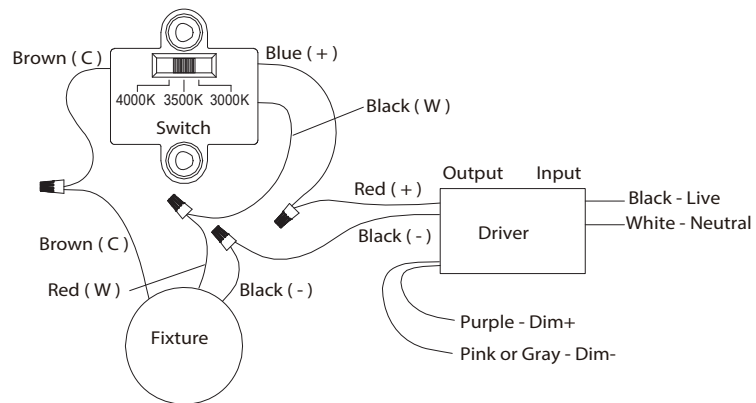 Brown ( C )
Blue ( + )
4000K 3500K 3000K
Switch
Black ( W )
Output Input
Red ( + )
Black - Live
White - Neutral
Black ( - )
Driver
Brown ( C )
Red ( W )
Black ( - )
Fixture
Purple - Dim+
Pink or Gray - Dim-